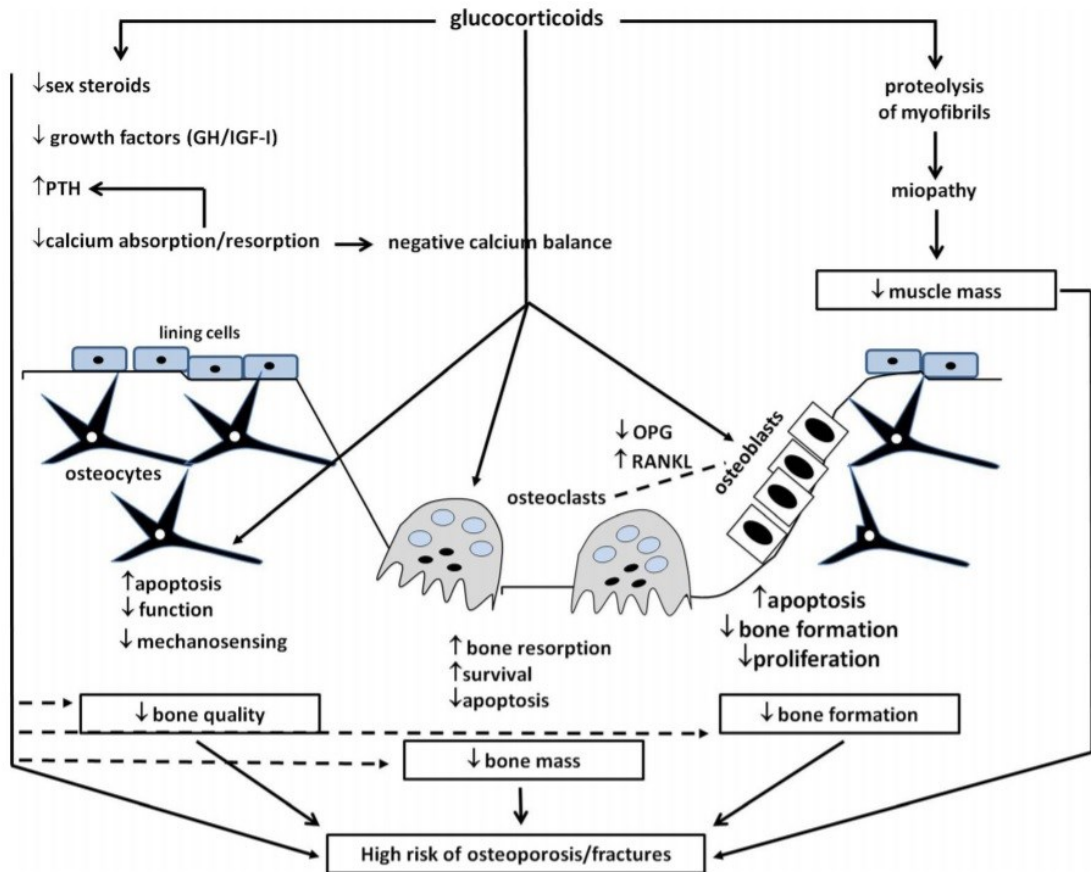 glucocorticoids
↓sex steroids
↓ growth factors (GH/IGF-I)
↑PTH
↓calcium absorption/resorption
negative calcium balance
proteolysis
of myofibrils
miopathy
↓ muscle mass
lining cells
osteocytes
↑apoptosis
↓ function
↓ mechanosensing
osteoclasts
↓ OPG
↑ RANKL
osteoblasts
↑ bone resorption
↑survival
↓apoptosis
↑ apoptosis
↓ bone formation
↓proliferation
↓ bone quality
↓ bone mass
↓ bone formation
High risk of osteoporosis/fractures